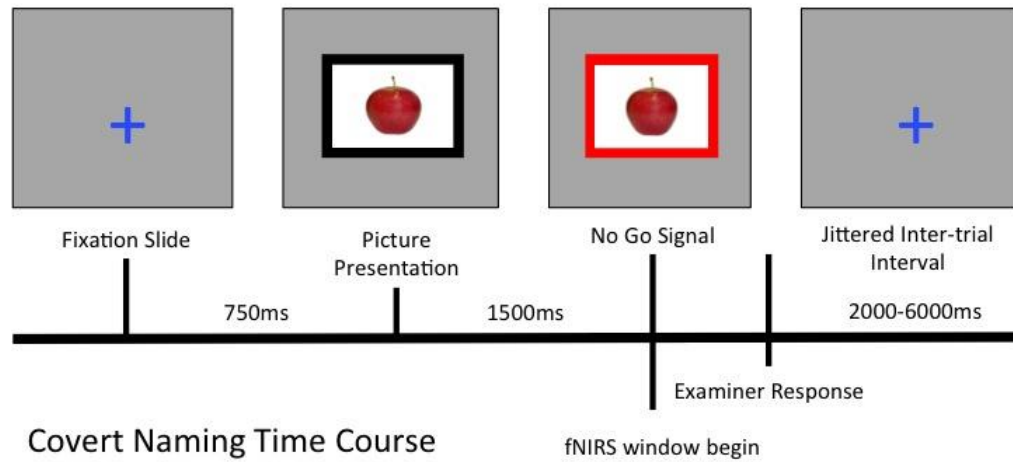 Fixation Slide
Picture
Presentation
No Go Signal
Jittered Inter-trial
Interval
750ms
1500ms
2000-6000ms
Examiner Response
Covert Naming Time Course
fNIRS window begin